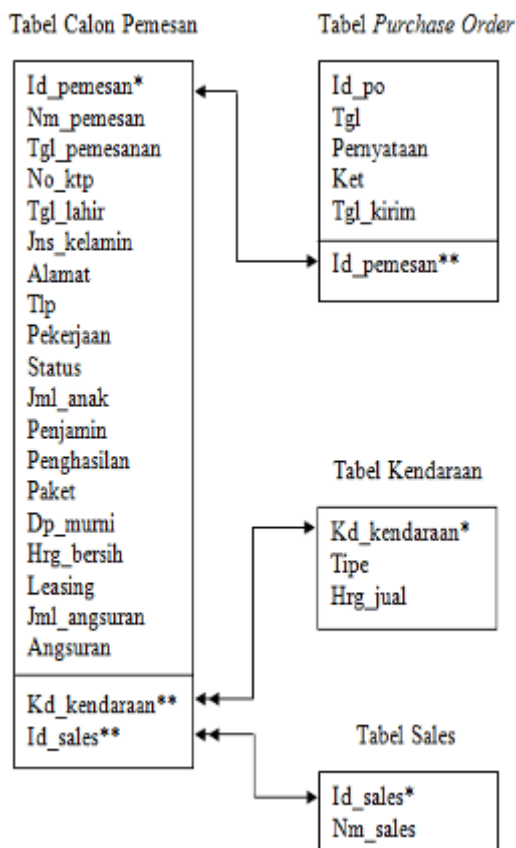 Tabel Calon Pemesan
Id_pemesan*
Nm_pemesan
Tgl_pemesanan
No_ktp
Tgl_lahir
Jns_kelamin
Alamat
Tlp
Pekerjaan
Status
Jml_anak
Penjamin
Penghasilan
Paket
Dp_murni
Hrg_bersih
Leasing
Jml_angsuran
Angsuran
Kd_kendaraan**
Id_sales**
Tabel Purchase Order
Id_po
Tgl
Pernyataan
Ket
Tgl_kirim
Id_pemesan**
Tabel Kendaraan
Kd_kendaraan*
Tipe
Hrg_jual
Tabel Sales
Id_sales*
Nm_sales